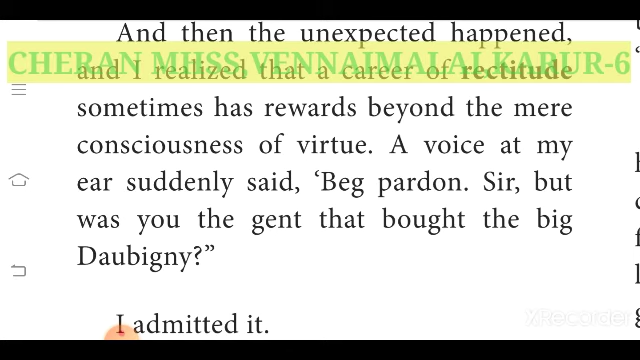 And then the unexpected happened,
CHERAN MHSS,VENNAIMALAI,KARUR-6
and I realized that a career of rectitude
sometimes has rewards beyond the mere
consciousness of virtue. A voice at my
ear suddenly said, ‘Beg pardon. Sir, but
was you the gent that bought the big
Daubigny?”
I admitted it.
XRecorder